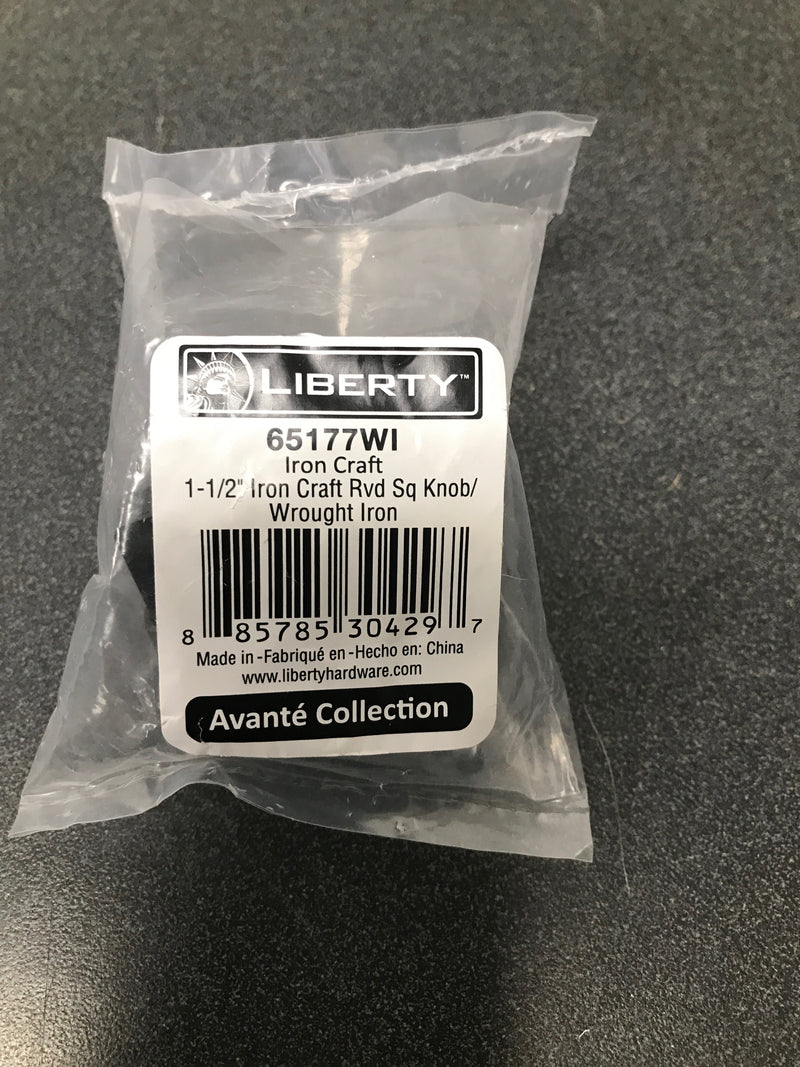 LIBERTY™
65177WI
Iron Craft
1-1/2" Iron Craft Rvd Sq Knob/
Wrought Iron
8 85785 30429 7
Made in -Fabriqué en -Hecho en: China
www.libertyhardware.com
Avanté Collection